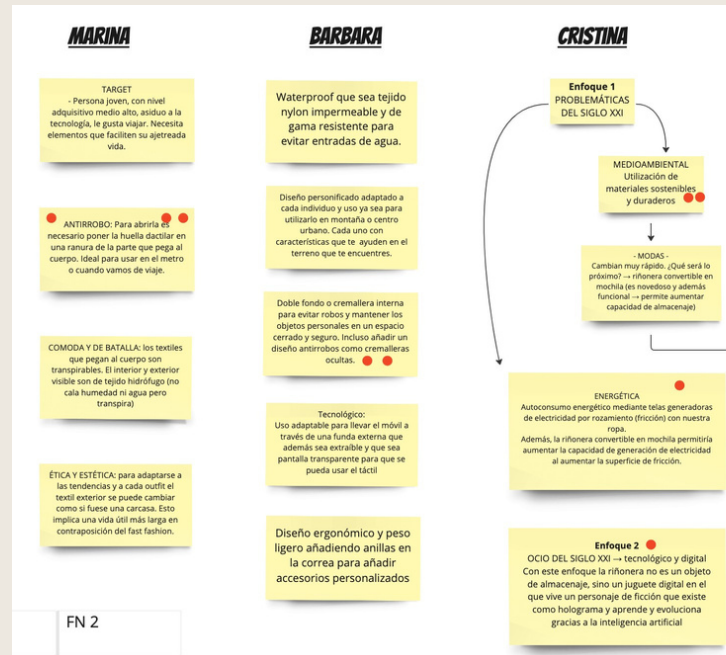 MARINA
TARGET
- Persona joven, con nivel
adquisitivo medio alto, asiduo a la
tecnología, le gusta viajar. Necesita
elementos que faciliten su ajetreada
vida.
ANTIRROBO: Para abrirla es
necesario poner la huella dactilar en
una ranura de la parte que pega al
cuerpo. Ideal para usar en el metro
o cuando vamos de viaje.
COMODA Y DE BATALLA: los textiles
que pegan al cuerpo son
transpirables. El interior y exterior
visible son de tejido hidrófugo (no
cala humedad ni agua pero
transpira)
ÉTICA Y ESTÉTICA: para adaptarse a
las tendencias y a cada outfit el
textil exterior se puede cambiar
como si fuese una carcasa. Esto
implica una vida útil más larga en
contraposición del fast fashion.
FN 2
BARBARA
Waterproof que sea tejido
nylon impermeable y de
gama resistente para
evitar entradas de agua.
Diseño personificado adaptado a
cada individuo y uso ya sea para
utilizarlo en montaña o centro
urbano. Cada uno con
características que te ayuden en el
terreno que te encuentres.
Doble fondo o cremallera interna
para evitar robos y mantener los
objetos personales en un espacio
cerrado y seguro. Incluso añadir un
diseño antirrobos como cremalleras
ocultas.
Tecnológico:
Uso adaptable para llevar el móvil a
través de una funda externa que
además sea extraíble y que sea
pantalla transparente para que se
pueda usar el táctil
Diseño ergonómico y peso
ligero añadiendo anillas en
la correa para añadir
accesorios personalizados
CRISTINA
Enfoque 1
PROBLEMÁTICAS
DEL SIGLO XXI
MEDIOAMBIENTAL
Utilización de
materiales sostenibles
y duraderos
- MODAS -
Cambian muy rápido. ¿Qué será lo
próximo? → riñonera convertible en
mochila (es novedoso y además
funcional → permite aumentar
capacidad de almacenaje)
ENERGÉTICA
Autoconsumo energético mediante telas generadoras
de electricidad por rozamiento (fricción) con nuestra
ropa.
Además, la riñonera convertible en mochila permitiría
aumentar la capacidad de generación de electricidad
al aumentar la superficie de fricción.
Enfoque 2
OCIO DEL SIGLO XXI → tecnológico y digital
Con este enfoque la riñonera no es un objeto
de almacenaje, sino un juguete digital en el
que vive un personaje de ficción que existe
como holograma y aprende y evoluciona
gracias a la inteligencia artificial